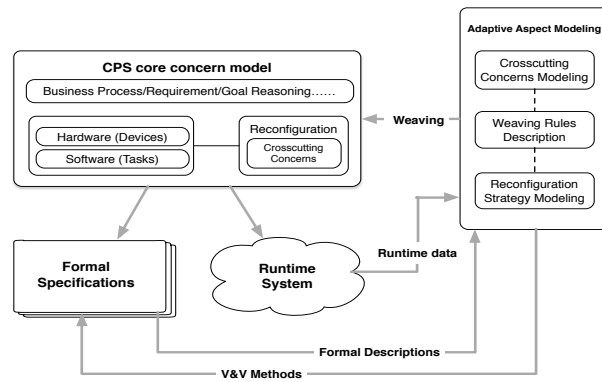 CPS core concern model
Business Process/Requirement/Goal Reasoning……
Hardware (Devices)
Software (Tasks)
Reconfiguration
Crosscutting
Concerns
Weaving
Adaptive Aspect Modeling
Crosscutting
Concerns Modeling
Weaving Rules
Description
Reconfiguration
Strategy Modeling
Formal
Specifications
Runtime
System
Runtime data
Formal Descriptions
V&V Methods